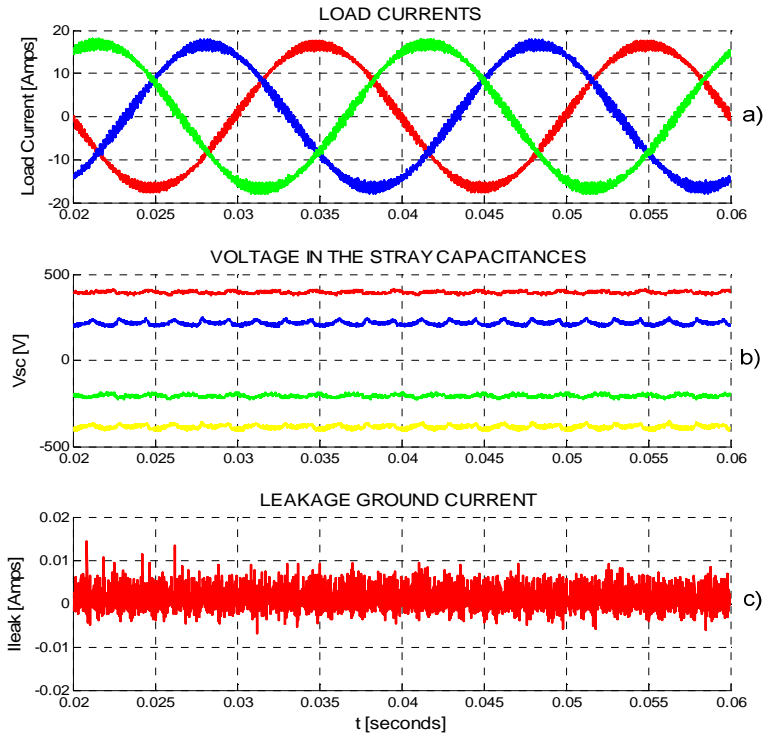 LOAD CURRENTS
Load Current [Amps]
20
10
0
-10
-20
0.02 0.025 0.03 0.035 0.04 0.045 0.05 0.055 0.06
a)
VOLTAGE IN THE STRAY CAPACITANCES
Vsc [V]
500
0
-500
0.02 0.025 0.03 0.035 0.04 0.045 0.05 0.055 0.06
b)
LEAKAGE GROUND CURRENT
Ileak [Amps]
0.02
0.01
0
-0.01
-0.02
0.02 0.025 0.03 0.035 0.04 0.045 0.05 0.055 0.06
c)
t [seconds]